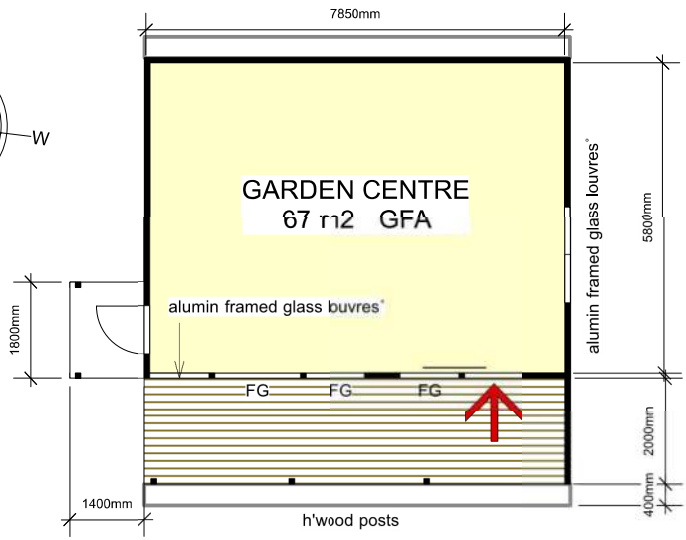 7850mm
W
GARDEN CENTRE
67 m2 GFA
alumin framed glass louvres
5800mm
alumin framed glass louvres
1800mm
FG
FG
FG
2000mm
400mm
1400mm
h'wood posts